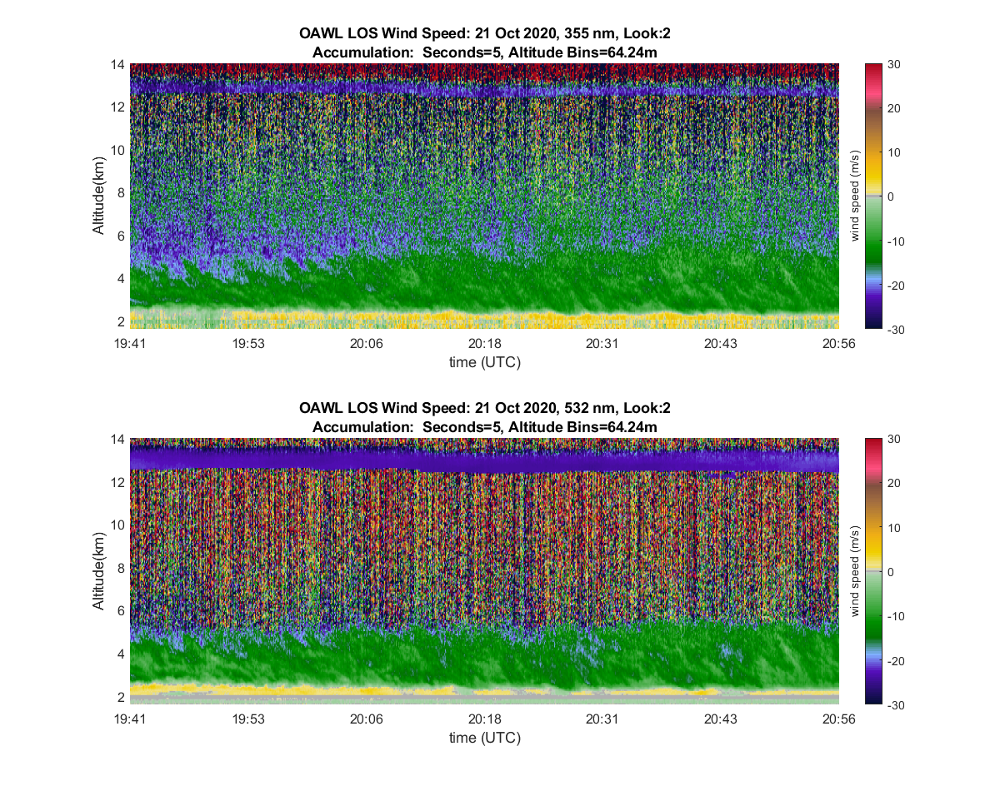 OAWL LOS Wind Speed: 21 Oct 2020, 355 nm, Look:2
Accumulation:  Seconds=5, Altitude Bins=64.24m
14
12
10
8
6
4
2
Altitude(km)
19:41 19:53 20:06 20:18 20:31 20:43 20:56
time (UTC)
30
20
10
0
-10
-20
-30
wind speed (m/s)
OAWL LOS Wind Speed: 21 Oct 2020, 532 nm, Look:2
Accumulation:  Seconds=5, Altitude Bins=64.24m
14
12
10
8
6
4
2
Altitude(km)
19:41 19:53 20:06 20:18 20:31 20:43 20:56
time (UTC)
30
20
10
0
-10
-20
-30
wind speed (m/s)